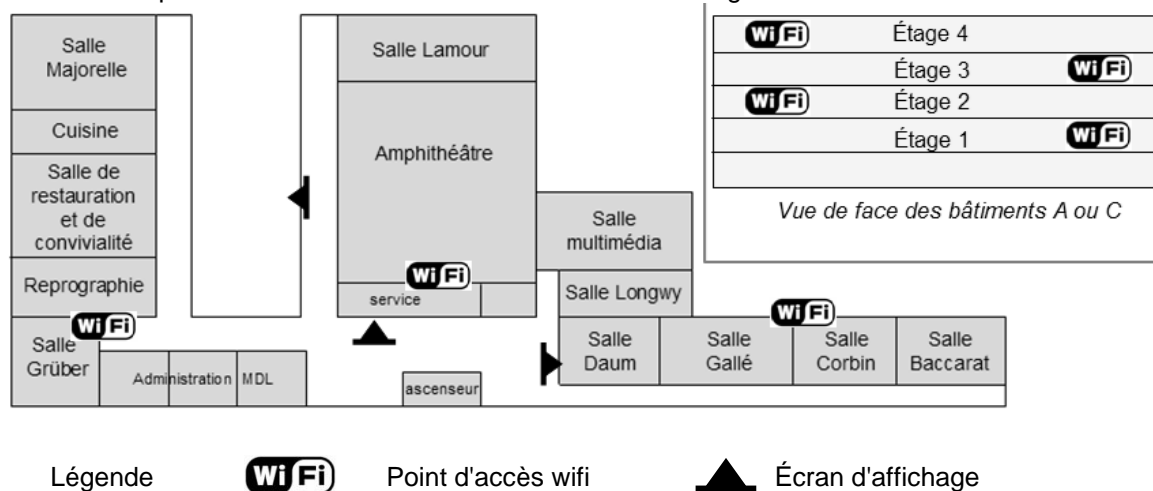 Salle
Majorelle
Cuisine
Salle de
restauration
et de
convivialité
Reprographie
WiFi
Salle
Grüber
Administration
MDL
Salle Lamour
Amphithéâtre
WiFi
service
ascenseur
Salle
multimédia
Salle Longwy
WiFi
Salle
Daum
Salle
Gallé
Salle
Corbin
Salle
Baccarat
WiFi Étage 4
Étage 3 WiFi
WiFi Étage 2
Étage 1 WiFi
Vue de face des bâtiments A ou C
Légende WiFi Point d'accès wifi Écran d'affichage